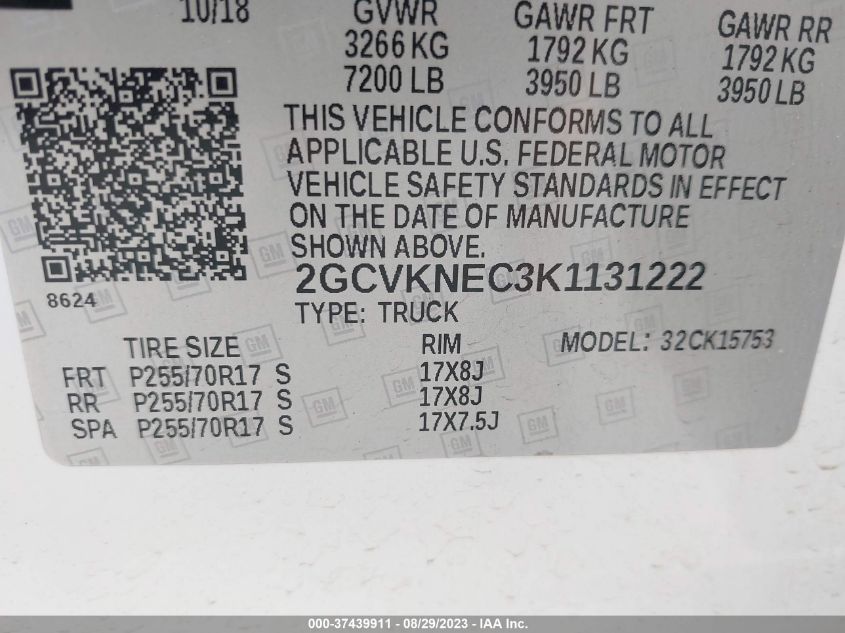 10/18 GVWR GAWR FRT GAWR RR
3266 KG 1792 KG 1792 KG
7200 LB 3950 LB 3950 LB
THIS VEHICLE CONFORMS TO ALL
APPLICABLE U.S. FEDERAL MOTOR
VEHICLE SAFETY STANDARDS IN EFFECT
ON THE DATE OF MANUFACTURE
SHOWN ABOVE.
2GCVKNEC3K1131222
8624
TYPE: TRUCK
TIRE SIZE RIM MODEL: 32CK15753
FRT P255/70R17 S 17X8J
RR P255/70R17 S 17X8J
SPA P255/70R17 S 17X7.5J
000-37439911 - 08/29/2023 - IAA Inc.